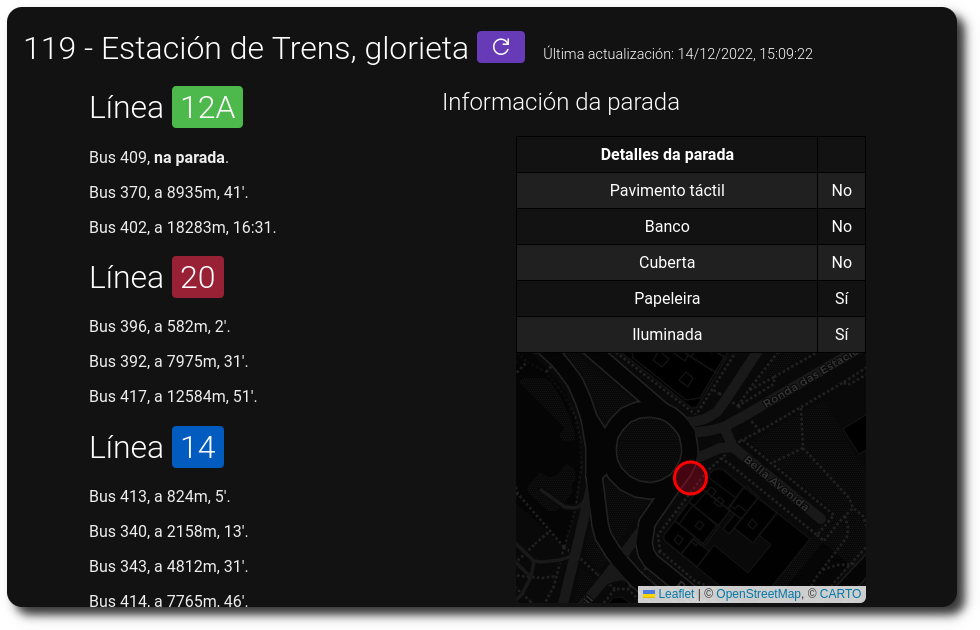 119 - Estación de Trens, glorieta
Última actualización: 14/12/2022, 15:09:22
Línea 12A
Bus 409, na parada.
Bus 370, a 8935m, 41'.
Bus 402, a 18283m, 16:31.
Línea 20
Bus 396, a 582m, 2'.
Bus 392, a 7975m, 31'.
Bus 417, a 12584m, 51'.
Línea 14
Bus 413, a 824m, 5'.
Bus 340, a 2158m, 13'.
Bus 343, a 4812m, 31'.
Bus 414, a 7765m, 46'.
Información da parada
Detalles da parada
Pavimento táctil No
Banco No
Cuberta No
Papeleira Sí
Iluminada Sí
Ronda das Estacio
Bella Avenida
Leaflet | © OpenStreetMap, © CARTO